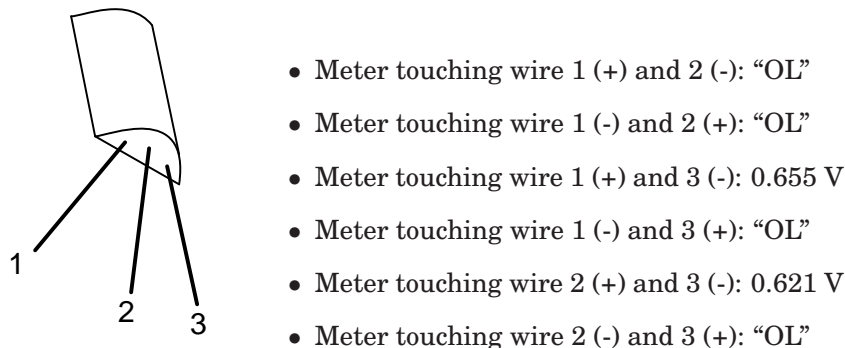 • Meter touching wire 1 (+) and 2 (-): “OL”
• Meter touching wire 1 (-) and 2 (+): “OL”
• Meter touching wire 1 (+) and 3 (-): 0.655 V
• Meter touching wire 1 (-) and 3 (+): “OL”
• Meter touching wire 2 (+) and 3 (-): 0.621 V
• Meter touching wire 2 (-) and 3 (+): “OL”
1
2
3